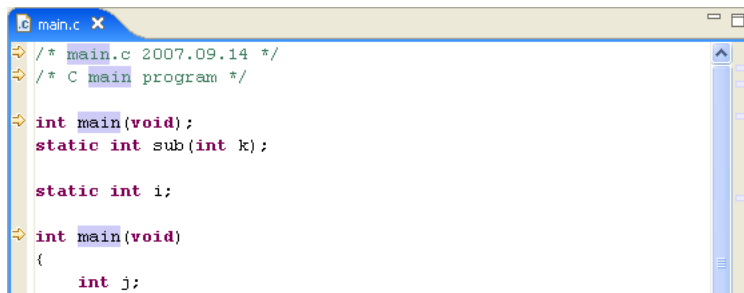 main.c
/* main.c 2007.09.14 */
/* C main program */
int main(void);
static int sub(int k);
static int i;
int main(void)
{
int j;